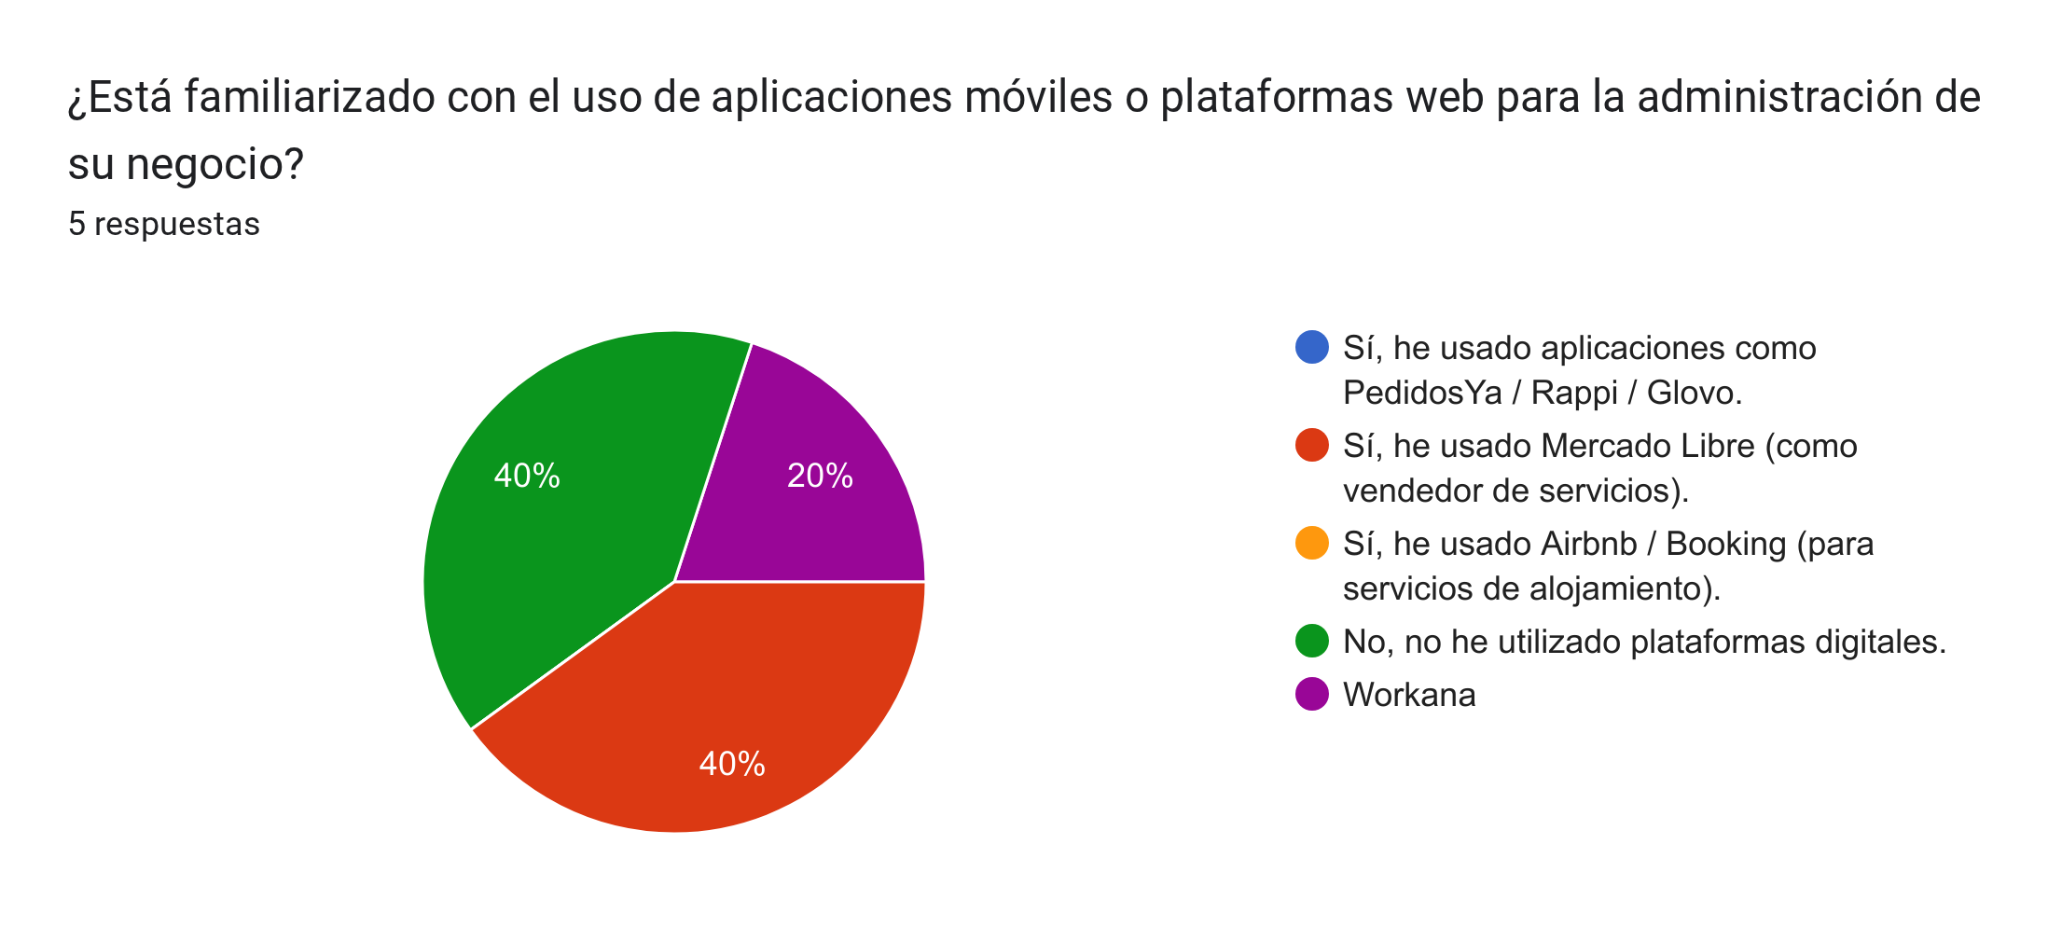 ¿Está familiarizado con el uso de aplicaciones móviles o plataformas web para la administración de
su negocio?
5 respuestas
40%
20%
40%
Sí, he usado aplicaciones como
PedidosYa / Rappi / Glovo.
Sí, he usado Mercado Libre (como
vendedor de servicios).
Sí, he usado Airbnb / Booking (para
servicios de alojamiento).
No, no he utilizado plataformas digitales.
Workana